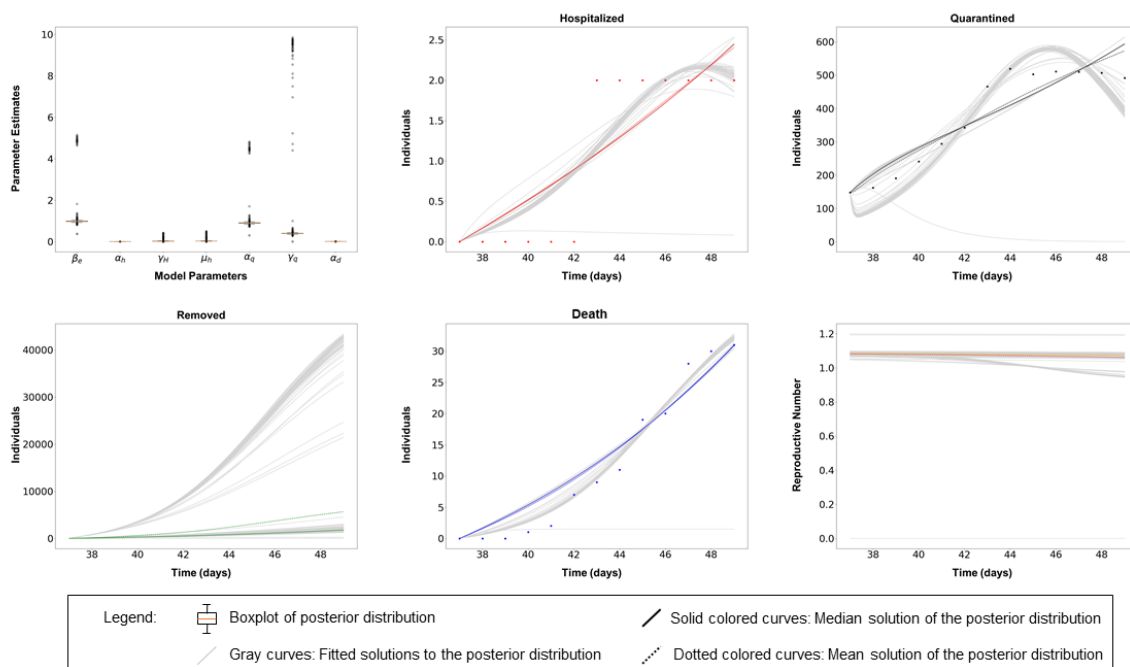 Parameter Estimates
10
8
6
4
2
0
βe αh γH μh αq γq αd
Model Parameters
Hospitalized
Individuals
2.5
2.0
1.5
1.0
0.5
0.0
38 40 42 44 46 48
Time (days)
Quarantined
Individuals
600
500
400
300
200
100
0
38 40 42 44 46 48
Time (days)
Removed
Individuals
40000
30000
20000
10000
0
38 40 42 44 46 48
Time (days)
Death
Individuals
30
25
20
15
10
5
0
38 40 42 44 46 48
Time (days)
Reproductive Number
1.2
1.0
0.8
0.6
0.4
0.2
0.0
38 40 42 44 46 48
Time (days)
Legend: Boxplot of posterior distribution
Solid colored curves: Median solution of the posterior distribution
Gray curves: Fitted solutions to the posterior distribution
Dotted colored curves: Mean solution of the posterior distribution